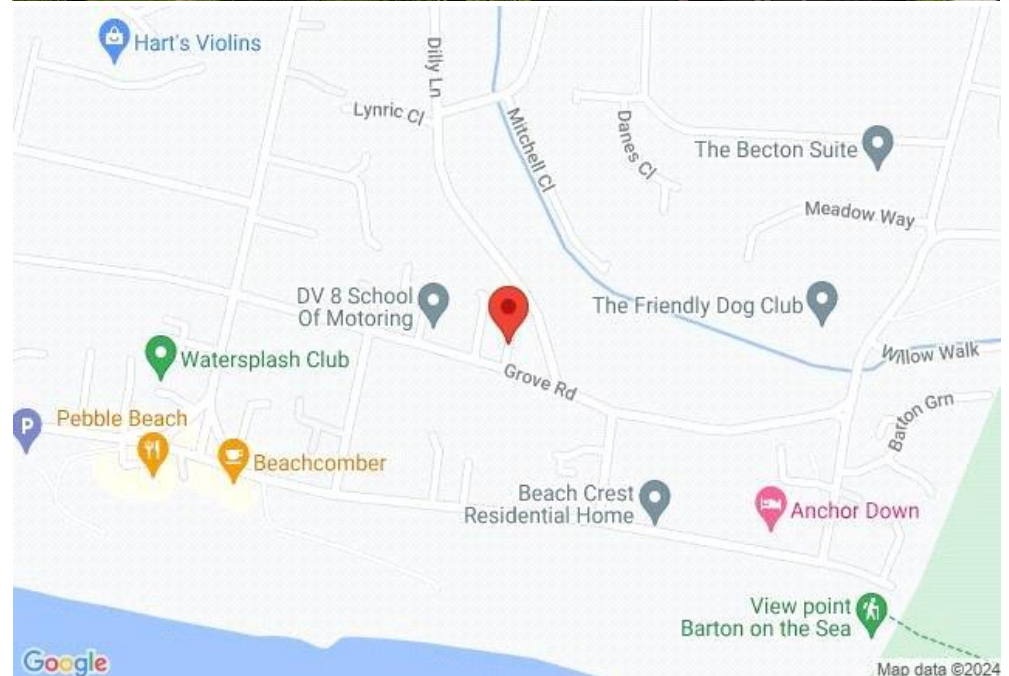 Hart's Violins
Dilly Ln
Lynric Cl
Mitchell Cl
Danes Cl
The Becton Suite
Meadow Way
DV 8 School
Of Motoring
The Friendly Dog Club
Watersplash Club
Willow Walk
Grove Rd
P
Pebble Beach
Barton Grn
Beachcomber
Beach Crest
Residential Home
Anchor Down
View point
Barton on the Sea
Google
Map data ©2024